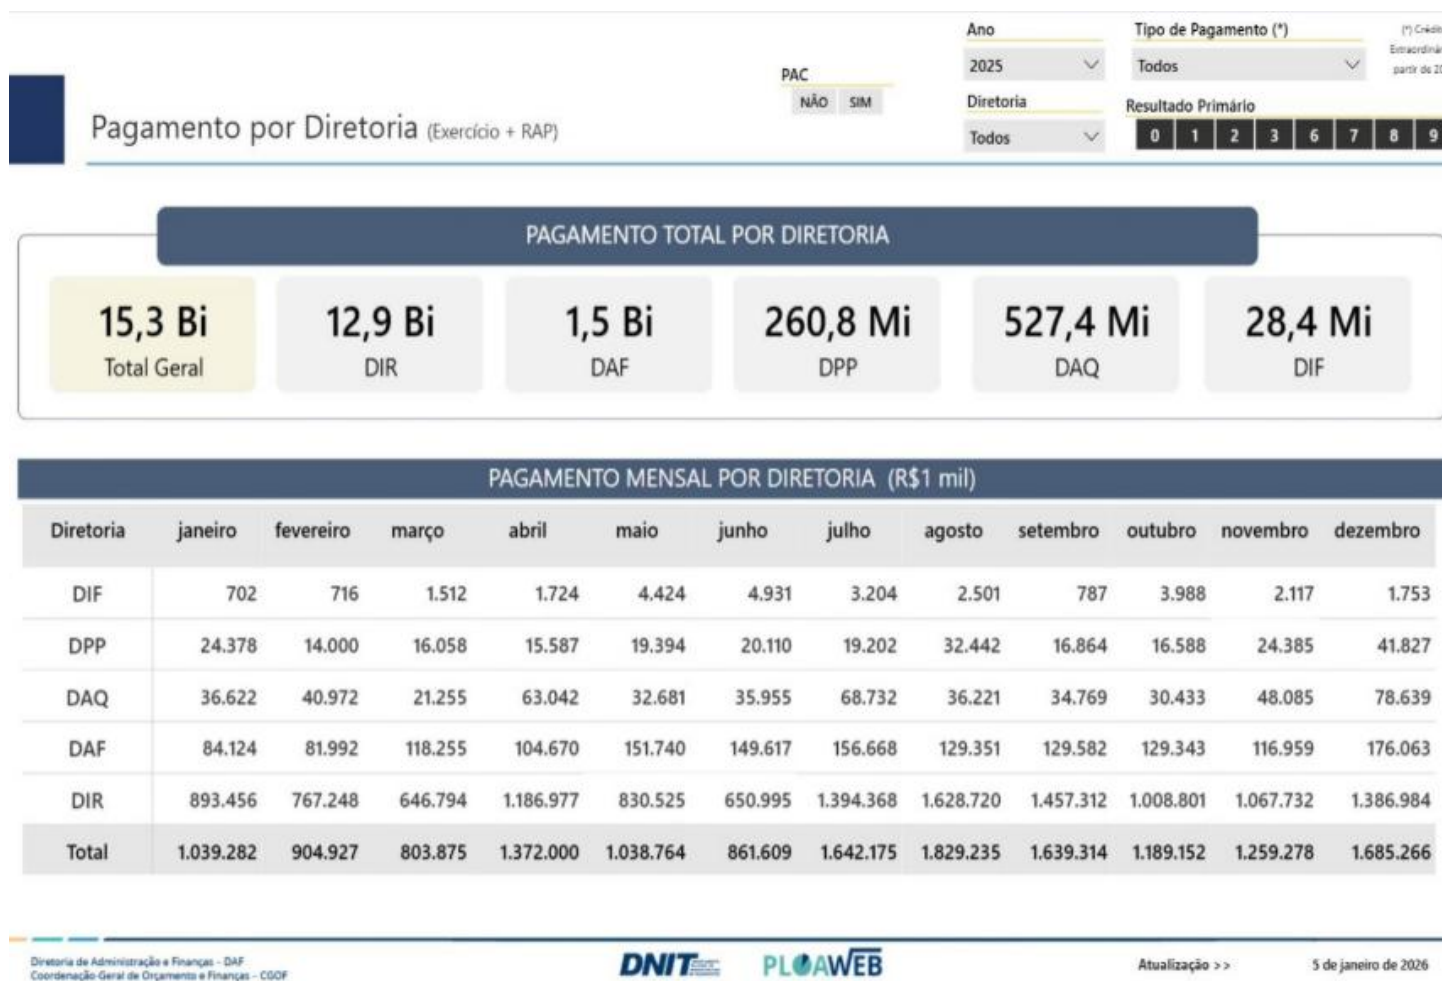 Ano
Tipo de Pagamento (*)
(*)
partir de
PAC
2025
Todos
NÃO SIM
Diretoria
Resultado Primário
Pagamento por Diretoria (Exercício + RAP)
Todos
0 1 2 3 6 7 8 9
PAGAMENTO TOTAL POR DIRETORIA
15,3 Bi 12,9 Bi 1,5 Bi 260,8 Mi 527,4 Mi 28,4 Mi
Total Geral DIR DAF DPP DAQ DIF
PAGAMENTO MENSAL POR DIRETORIA (R$1 mil)
Diretoria janeiro fevereiro março abril maio junho julho agosto setembro outubro novembro dezembro
DIF 702 716 1.512 1.724 4.424 4.931 3.204 2.501 787 3.988 2.117 1.753
DPP 24.378 14.000 16.058 15.587 19.394 20.110 19.202 32.442 16.864 16.588 24.385 41.827
DAQ 36.622 40.972 21.255 63.042 32.681 35.955 68.732 36.221 34.769 30.433 48.085 78.639
DAF 84.124 81.992 118.255 104.670 151.740 149.617 156.668 129.351 129.582 129.343 116.959 176.063
DIR 893.456 767.248 646.794 1.186.977 830.525 650.995 1.394.368 1.628.720 1.457.312 1.008.801 1.067.732 1.386.984
Total 1.039.282 904.927 803.875 1.372.000 1.038.764 861.609 1.642.175 1.829.235 1.639.314 1.189.152 1.259.278 1.685.266
Diretoria de Administração e Finanças - DAF
Coordenação-Geral de Orçamento e Finanças - CGOF
DNIT
PLOAWEB
Atualização >> 5 de janeiro de 2026